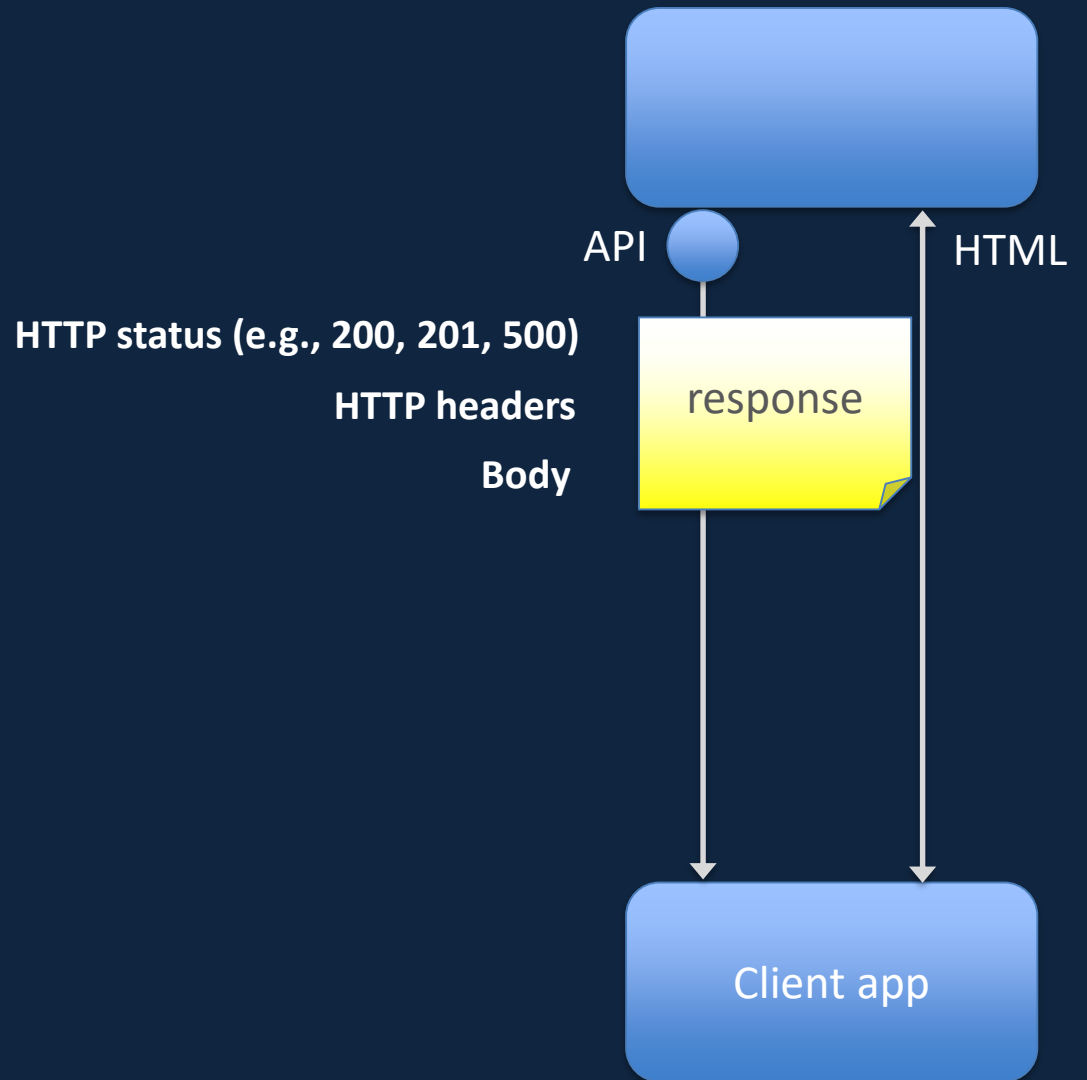 API
HTML
HTTP status (e.g., 200, 201, 500)
HTTP headers
Body
response
Client app